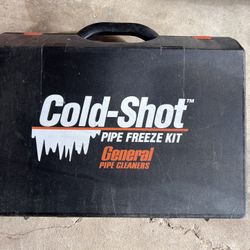 Cold-Shot™
PIPE FREEZE KIT
General
PIPE CLEANERS